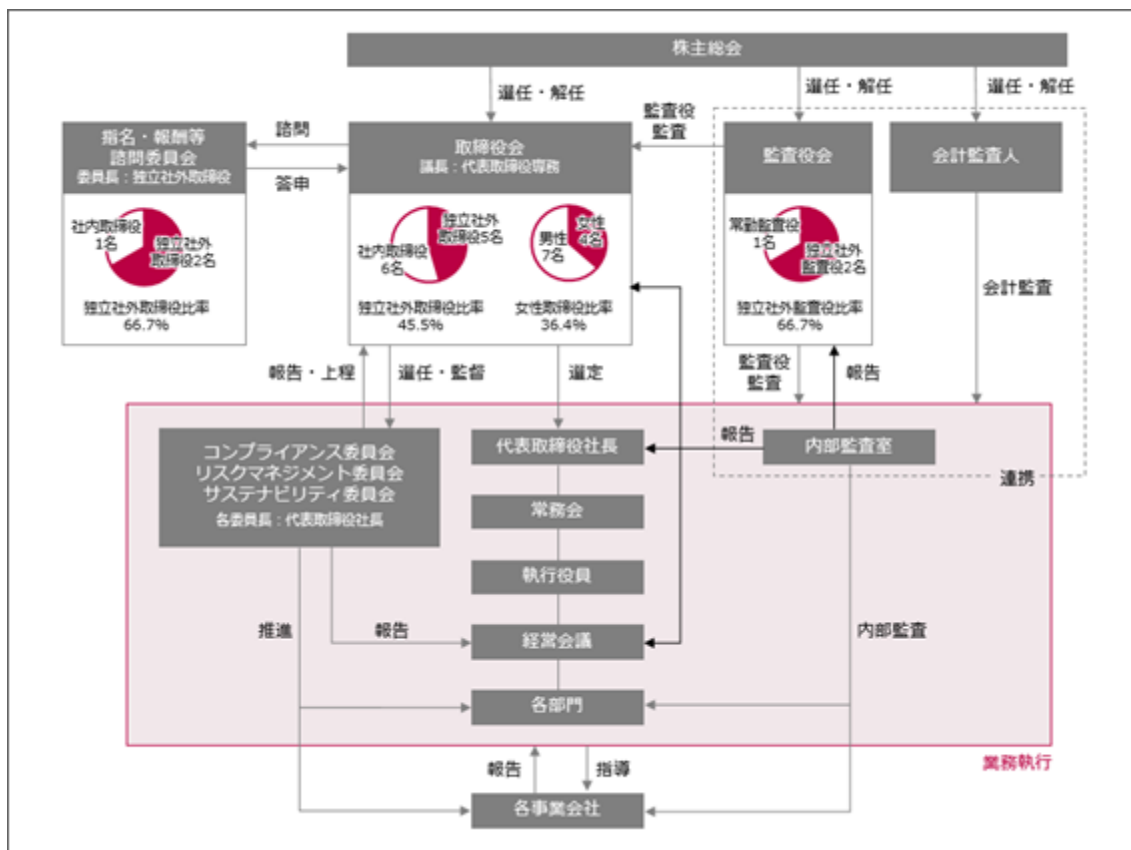 株主総会
選任・解任
選任・解任
選任・解任
指名・報酬等
諮問委員会
委員長：独立社外取締役
諮問
答申
取締役会
議長：代表取締役専務
監査役
監査
監査役会
会計監査人
社内取締役
1名
独立社外
取締役2名
独立社外取締役比率
66.7%
社内取締役
6名
独立社外
取締役5名
独立社外取締役比率
45.5%
男性
7名
女性
4名
女性取締役比率
36.4%
常勤監査役
1名
独立社外
監査役2名
独立社外監査役比率
66.7%
会計監査
報告・上程
選任・監督
選定
監査役
監査
報告
コンプライアンス委員会
リスクマネジメント委員会
サステナビリティ委員会
各委員長：代表取締役社長
代表取締役社長
報告
内部監査室
連携
常務会
執行役員
推進
報告
経営会議
内部監査
各部門
業務執行
報告
指導
各事業会社